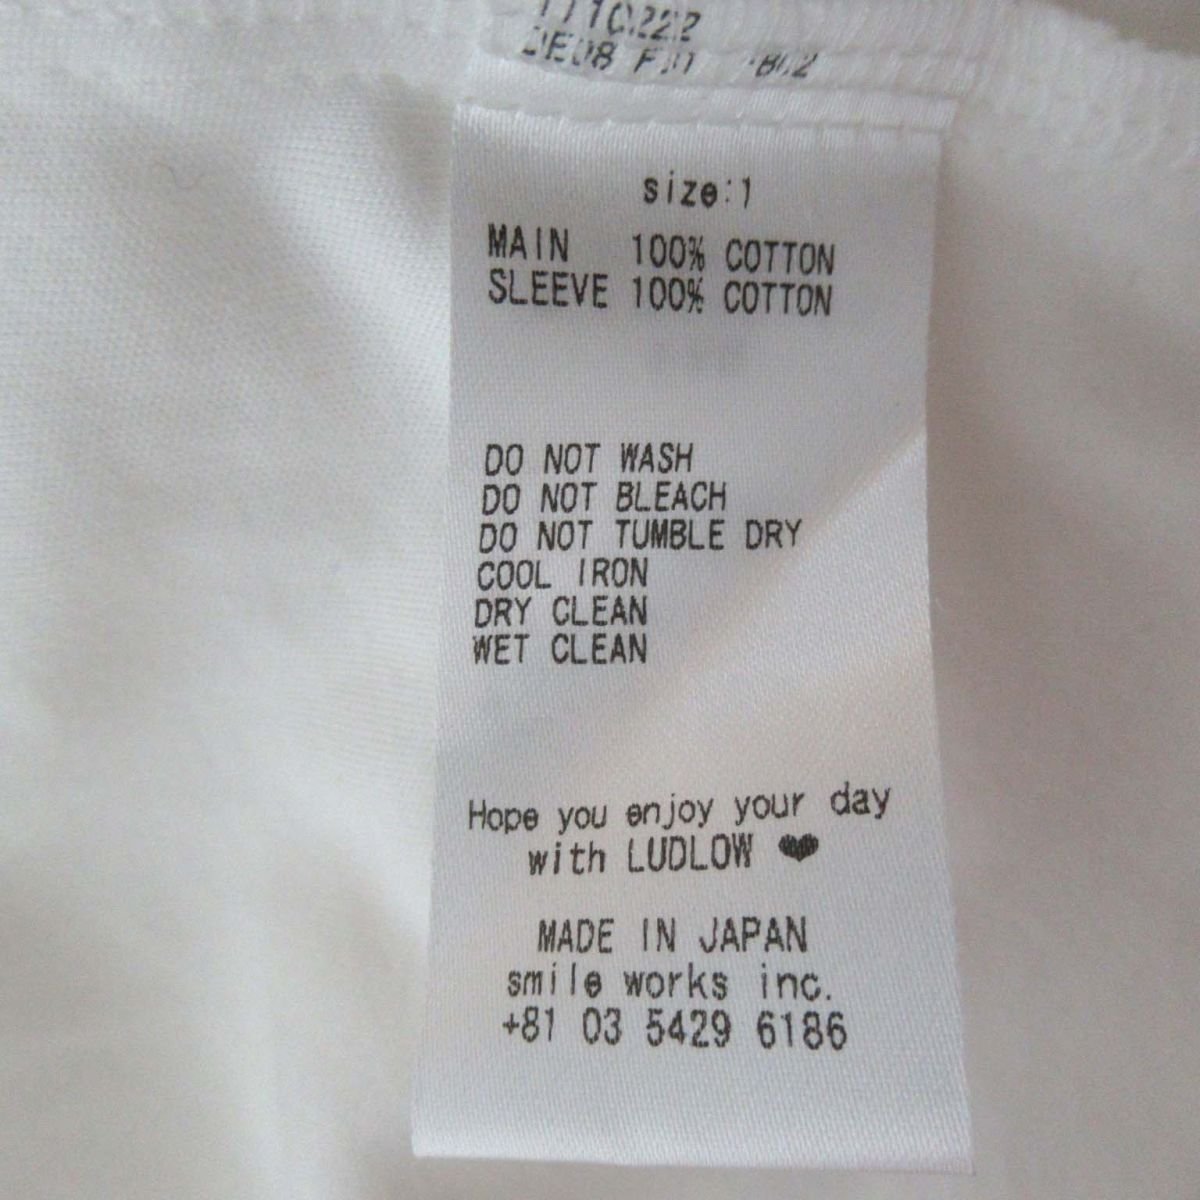 size:1
MAIN 100% COTTON
SLEEVE 100% COTTON
DO NOT WASH
DO NOT BLEACH
DO NOT TUMBLE DRY
COOL IRON
DRY CLEAN
WET CLEAN
Hope you enjoy your day
with LUDLOW ♥
MADE IN JAPAN
smile works inc.
+81 03 5429 6186